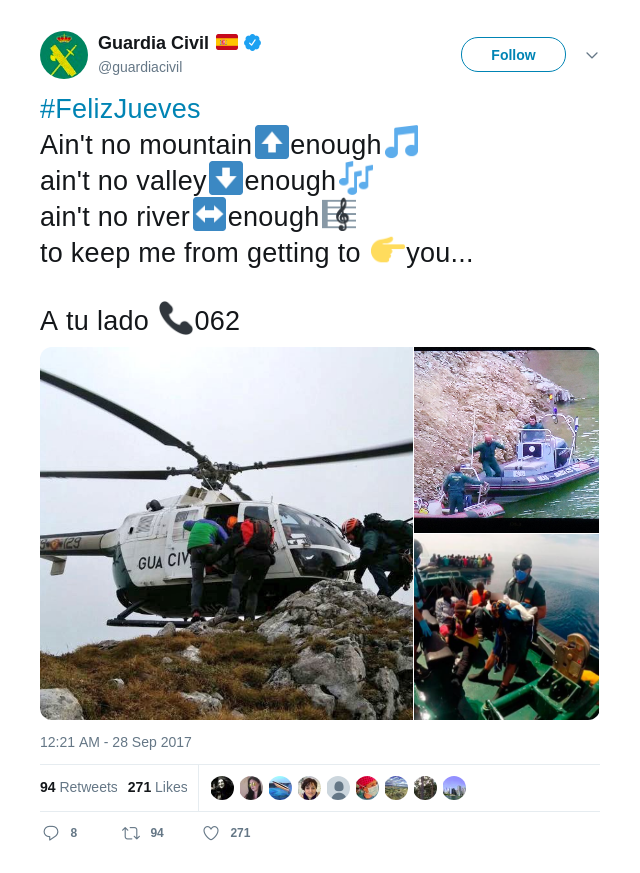 Guardia Civil 🇪🇸
@guardiacivil
Follow
#FelizJueves
Ain't no mountain⬆️enough🎵
ain't no valley⬇️enough🎶
ain't no river↔️enough🎼
to keep me from getting to 👉you...
A tu lado 📞062
GUA CIV
12:21 AM - 28 Sep 2017
94 Retweets 271 Likes
8 94 271